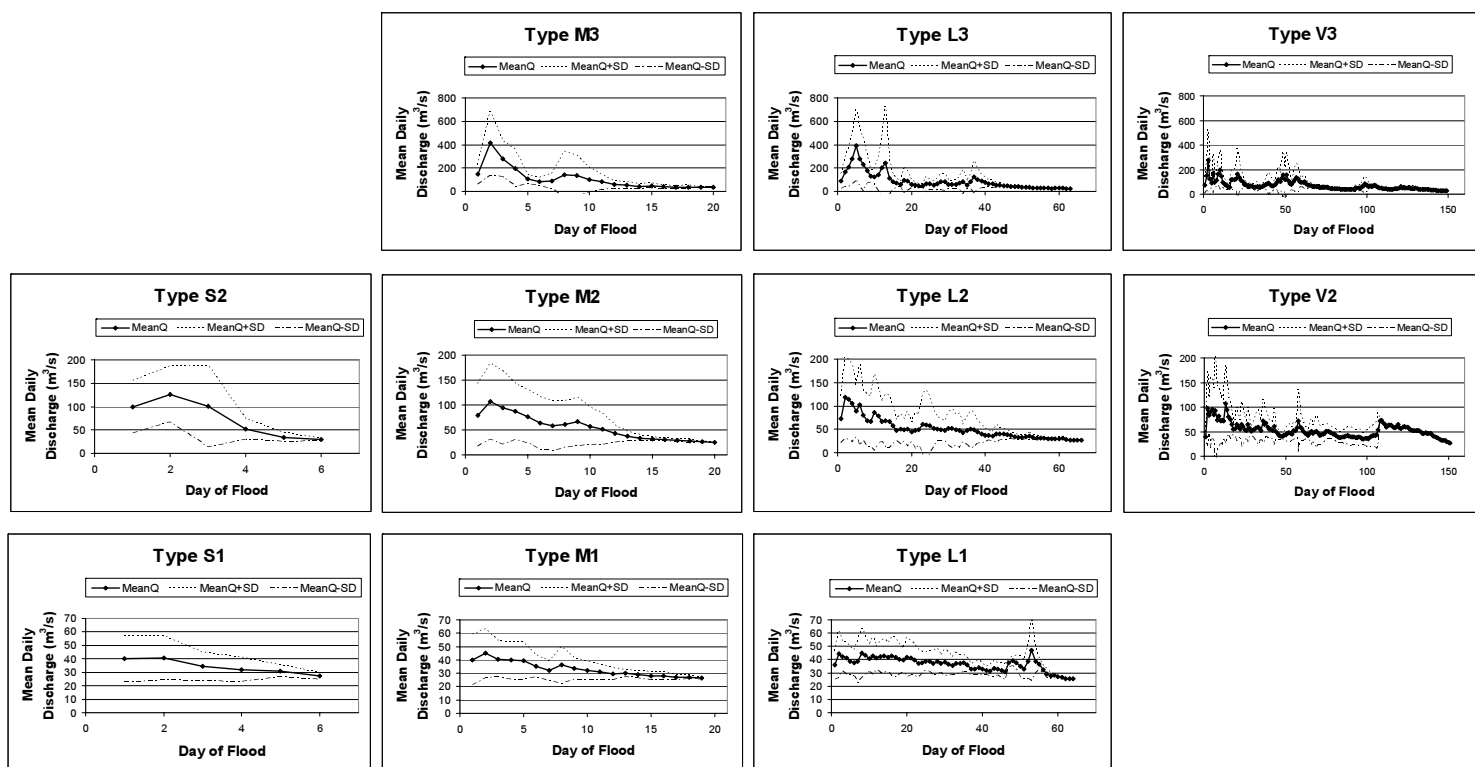 Type M3
MeanQ MeanQ+SD MeanQ-SD
Mean Daily
Discharge (m³/s)
800
600
400
200
0
0 5 10 15 20
Day of Flood
Type L3
MeanQ MeanQ+SD MeanQ-SD
Mean Daily
Discharge (m³/s)
800
600
400
200
0
0 20 40 60
Day of Flood
Type V3
MeanQ MeanQ+SD MeanQ-SD
Mean Daily
Discharge (m³/s)
800
600
400
200
0
0 50 100 150
Day of Flood
Type S2
MeanQ MeanQ+SD MeanQ-SD
Mean Daily
Discharge (m³/s)
200
150
100
50
0
0 2 4 6
Day of Flood
Type M2
MeanQ MeanQ+SD MeanQ-SD
Mean Daily
Discharge (m³/s)
200
150
100
50
0
0 5 10 15 20
Day of Flood
Type L2
MeanQ MeanQ+SD MeanQ-SD
Mean Daily
Discharge (m³/s)
200
150
100
50
0
0 20 40 60
Day of Flood
Type V2
MeanQ MeanQ+SD MeanQ-SD
Mean Daily
Discharge (m³/s)
200
150
100
50
0
0 50 100 150
Day of Flood
Type S1
MeanQ MeanQ+SD MeanQ-SD
Mean Daily
Discharge (m³/s)
70
60
50
40
30
20
10
0
0 2 4 6
Day of Flood
Type M1
MeanQ MeanQ+SD MeanQ-SD
Mean Daily
Discharge (m³/s)
70
60
50
40
30
20
10
0
0 5 10 15 20
Day of Flood
Type L1
MeanQ MeanQ+SD MeanQ-SD
Mean Daily
Discharge (m³/s)
70
60
50
40
30
20
10
0
0 20 40 60
Day of Flood